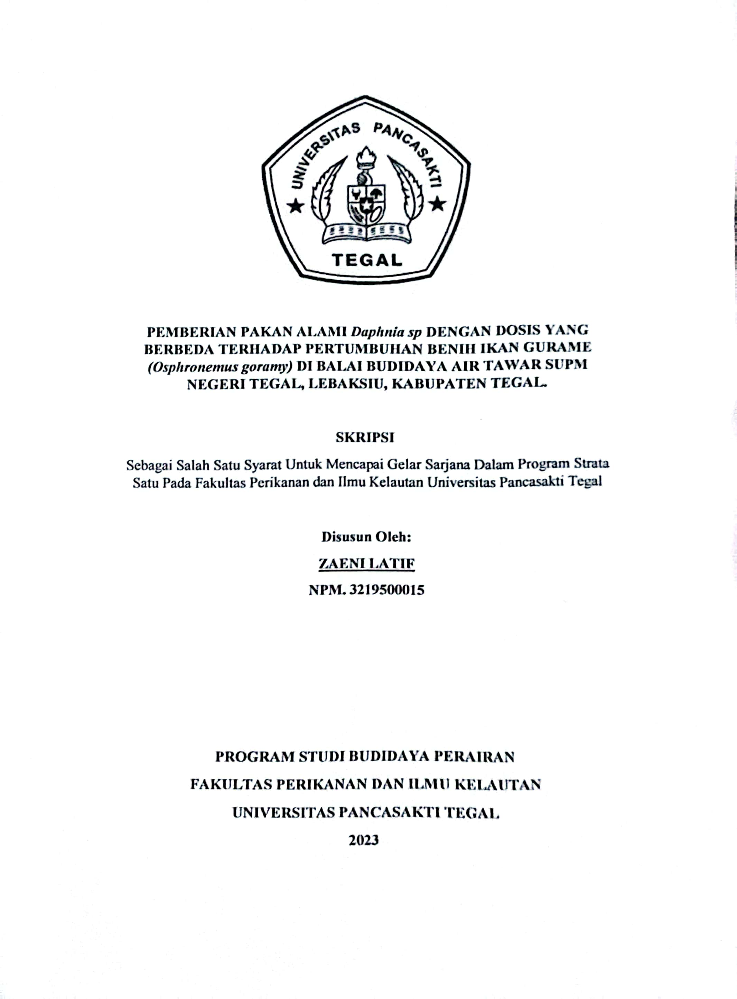 UNIVERSITAS PANCASAKTI
TEGAL
PEMBERIAN PAKAN ALAMI Daphnia sp DENGAN DOSIS YANG
BERBEDA TERHADAP PERTUMBUHAN BENIH IKAN GURAME
(Osphronemus goramy) DI BALAI BUDIDAYA AIR TAWAR SUPM
NEGERI TEGAL, LEBAKSIU, KABUPATEN TEGAL.
SKRIPSI
Sebagai Salah Satu Syarat Untuk Mencapai Gelar Sarjana Dalam Program Strata
Satu Pada Fakultas Perikanan dan Ilmu Kelautan Universitas Pancasakti Tegal
Disusun Oleh:
ZAENI LATIF
NPM. 3219500015
PROGRAM STUDI BUDIDAYA PERAIRAN
FAKULTAS PERIKANAN DAN ILMU KELAUTAN
UNIVERSITAS PANCASAKTI TEGAL
2023